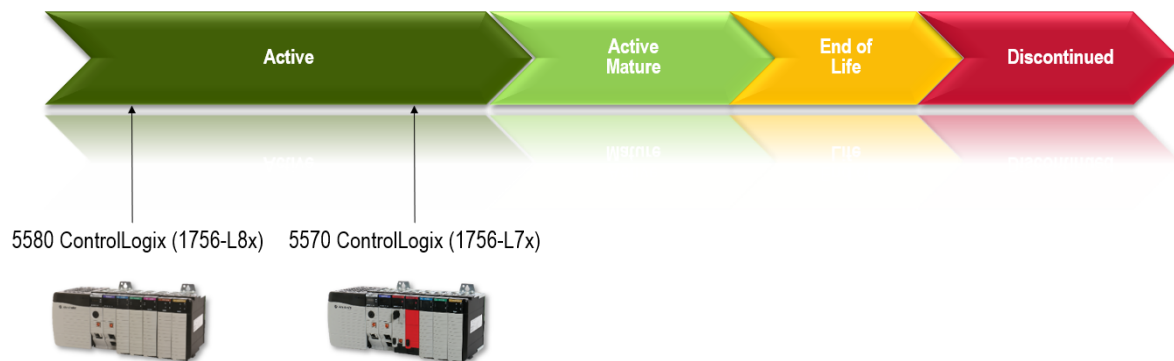 Active
Active
Mature
End of
Life
Discontinued
5580 ControlLogix (1756-L8x)
5570 ControlLogix (1756-L7x)